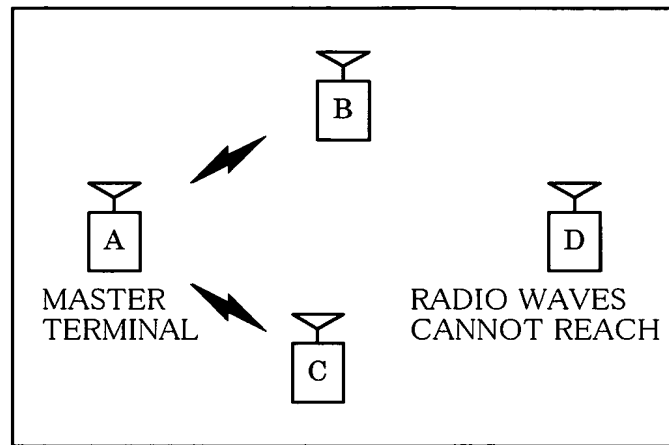 B
A
D
MASTER
TERMINAL
RADIO WAVES
CANNOT REACH
C